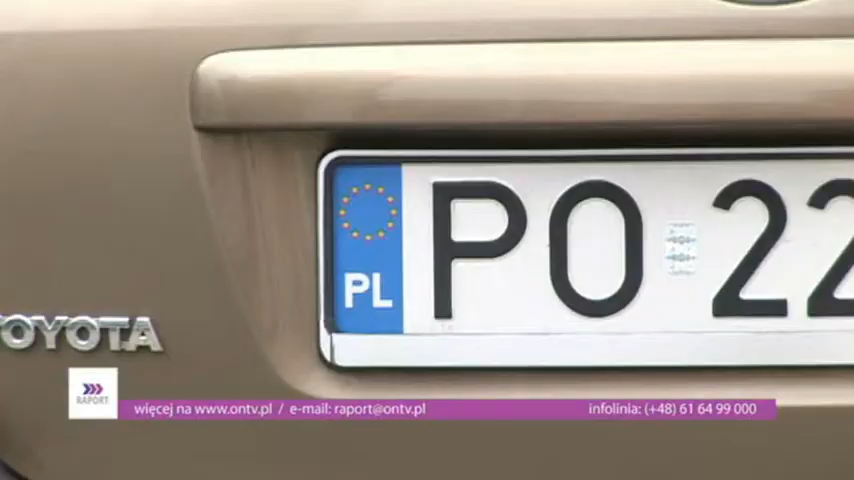 PO 22
PL
TOYOTA
RAPORT
więcej na www.ontv.pl / e-mail: raport@ontv.pl
infolinia: (+48) 61 64 99 000